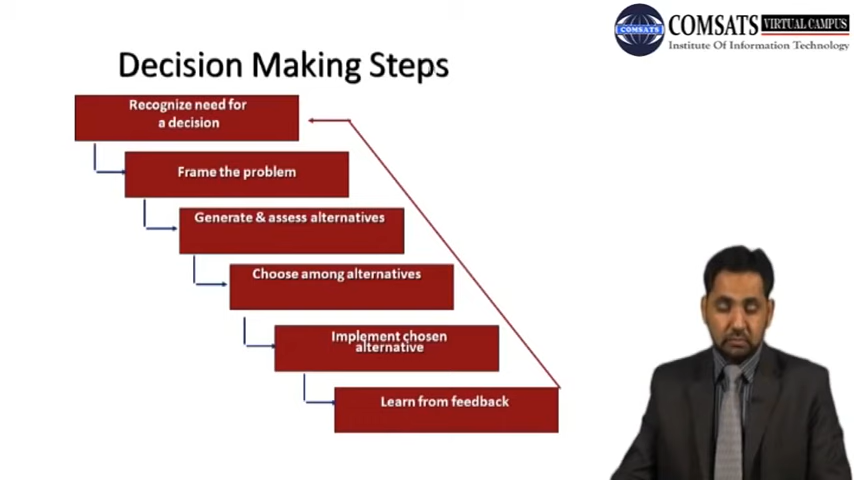 COMSATS VIRTUAL CAMPUS
Institute Of Information Technology
COMSATS
Decision Making Steps
Recognize need for
a decision
Frame the problem
Generate & assess alternatives
Choose among alternatives
Implement chosen
alternative
Learn from feedback